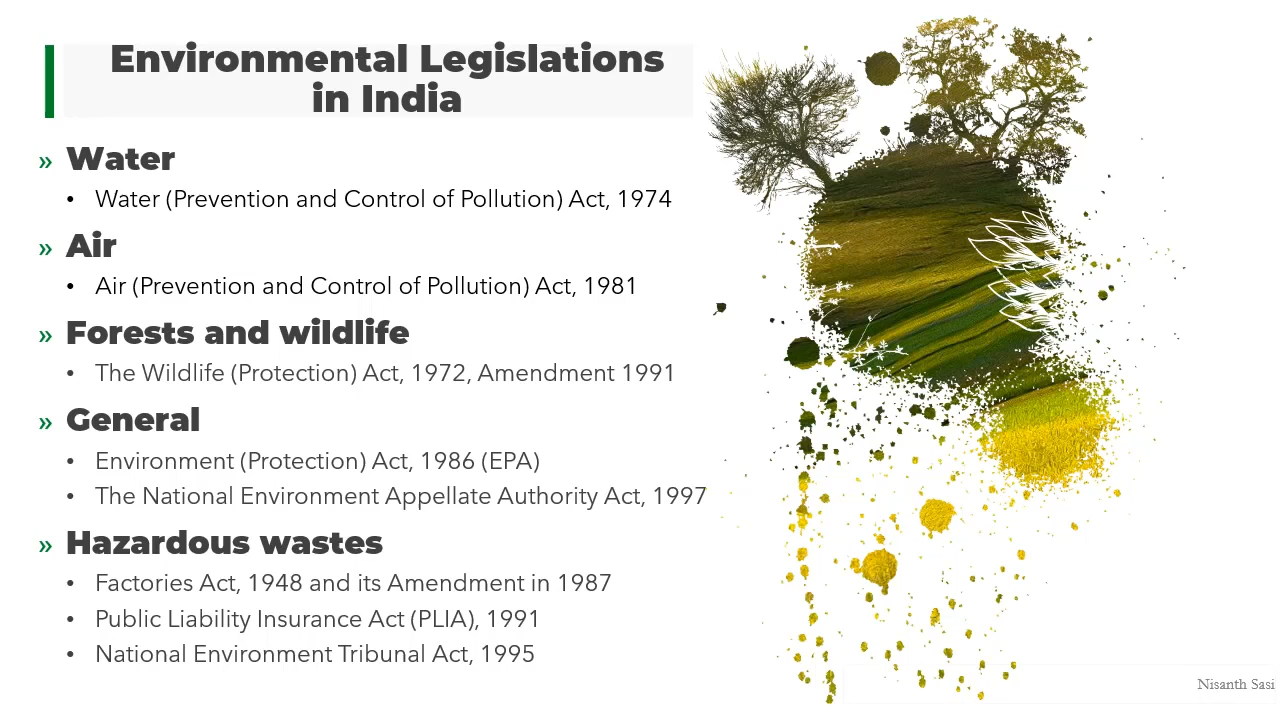 Environmental Legislations
in India
» Water
• Water (Prevention and Control of Pollution) Act, 1974
» Air
• Air (Prevention and Control of Pollution) Act, 1981
» Forests and wildlife
• The Wildlife (Protection) Act, 1972, Amendment 1991
» General
• Environment (Protection) Act, 1986 (EPA)
• The National Environment Appellate Authority Act, 1997
» Hazardous wastes
• Factories Act, 1948 and its Amendment in 1987
• Public Liability Insurance Act (PLIA), 1991
• National Environment Tribunal Act, 1995
Nisanth Sasi